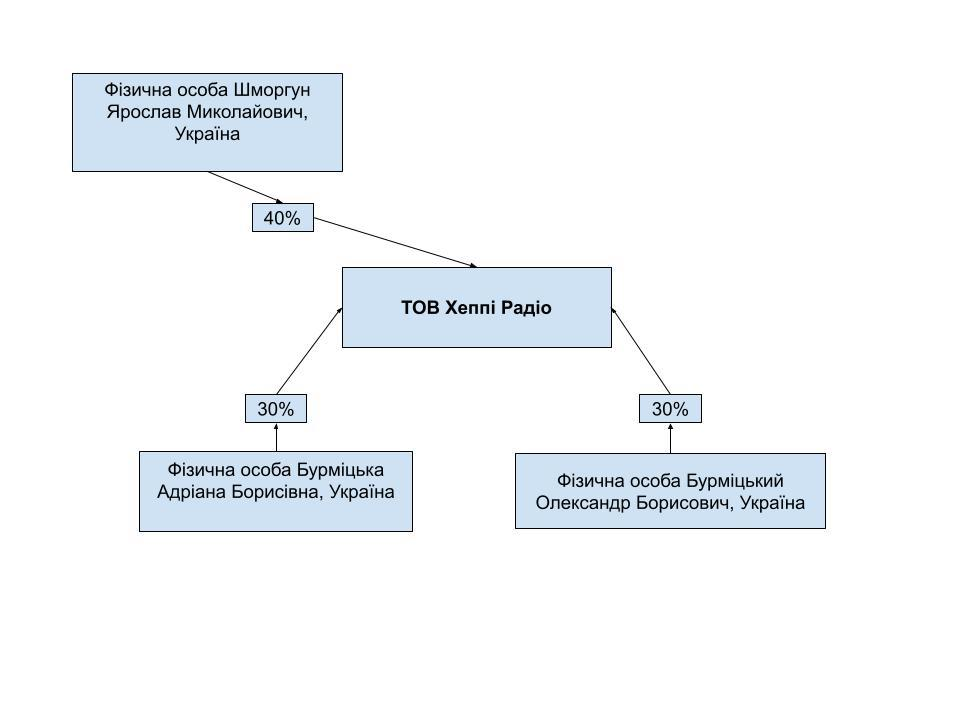 Фізична особа Шморгун
Ярослав Миколайович,
Україна
40%
ТОВ Хеппі Радіо
30%
30%
Фізична особа Бурміцька
Адріана Борисівна, Україна
Фізична особа Бурміцький
Олександр Борисович, Україна